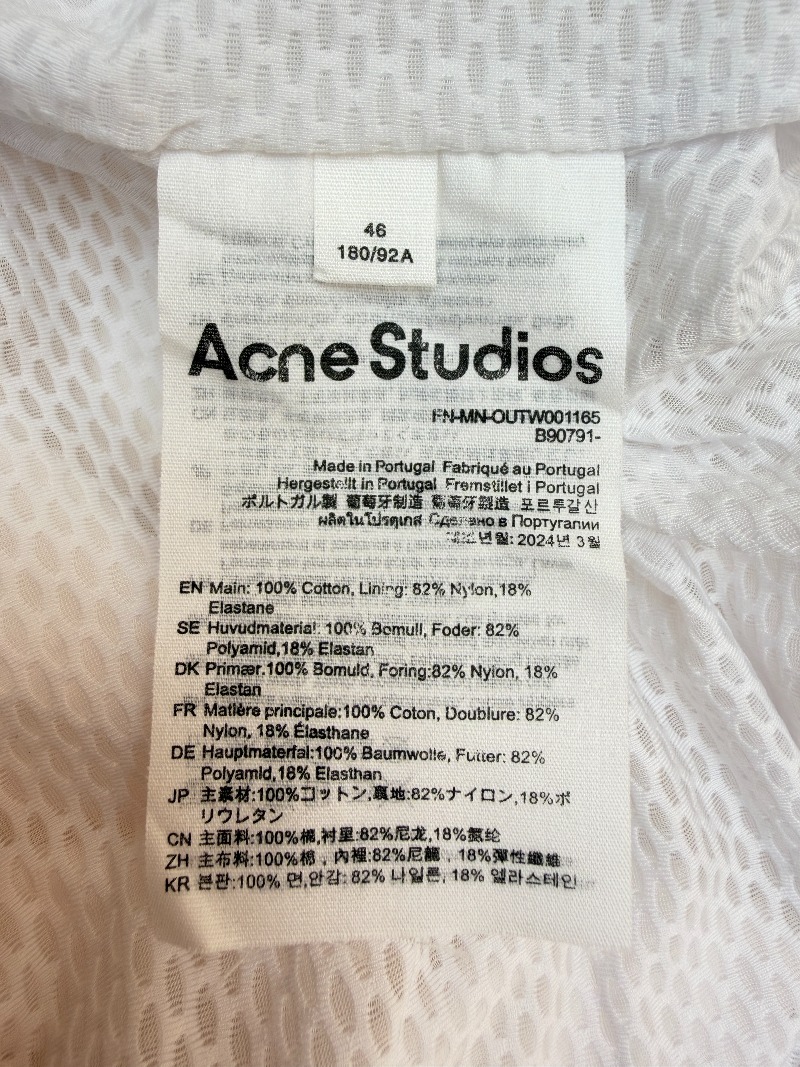 46
180/92A
Acne Studios
FN-MN-OUTW001165
B90791-
Made in Portugal Fabriqué au Portugal
Hergestellt in Portugal Fremstillet i Portugal
ポルトガル製 葡萄牙制造 葡萄牙製造 포르투갈산
ผลิตในโปรตุเกส Сделано в Португалии
년월: 2024년 3월
EN Main: 100% Cotton, Lining: 82% Nylon,18%
Elastane
SE Huvudmaterial: 100% Bomull, Foder: 82%
Polyamid,18% Elastan
DK Primær.100% Bomuld, Foring:82% Nylon, 18%
Elastan
FR Matière principale:100% Coton, Doublure: 82%
Nylon, 18% Élasthane
DE Hauptmaterial:100% Baumwolle, Futter: 82%
Polyamid,18% Elasthan
JP 主素材:100%コットン,裏地:82%ナイロン,18%ポ
リウレタン
CN 主面料:100%棉,衬里:82%尼龙,18%氨纶
ZH 主布料:100%棉，內裡:82%尼龍，18%彈性纖維
KR 본판:100% 면,안감: 82% 나일론, 18% 엘라스테인